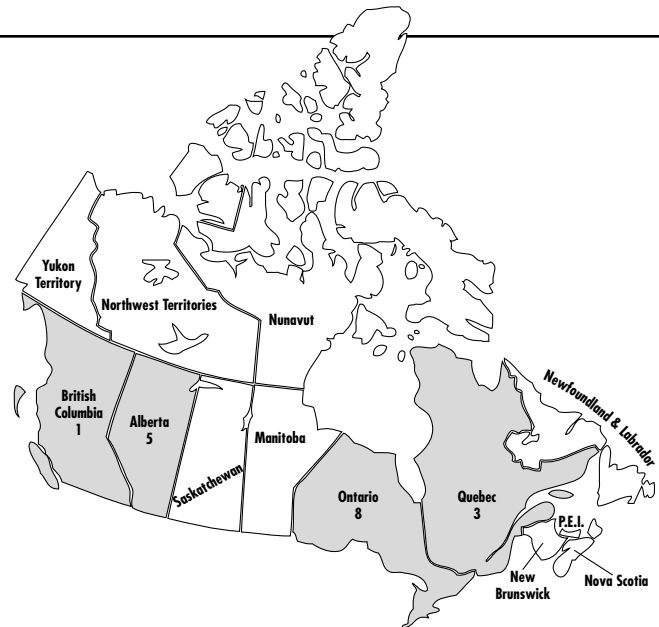 Yukon
Territory
Northwest Territories
Nunavut
British
Columbia
1
Alberta
5
Saskatchewan
Manitoba
Ontario
8
Quebec
3
Newfoundland & Labrador
P.E.I.
New
Brunswick
Nova Scotia